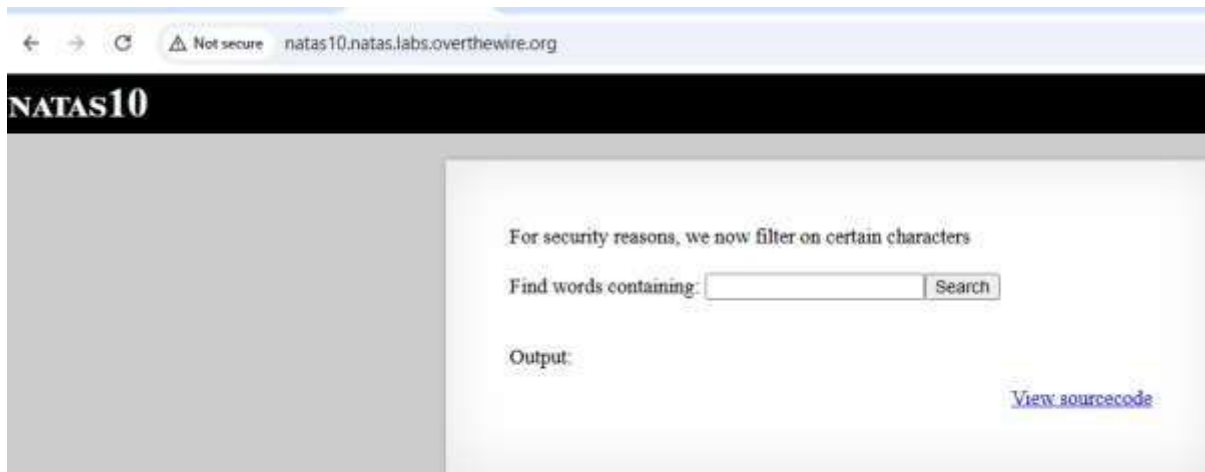 Not secure natas10.natas.labs.overthewire.org
NATAS10
For security reasons, we now filter on certain characters
Find words containing: Search
Output:
View sourcecode